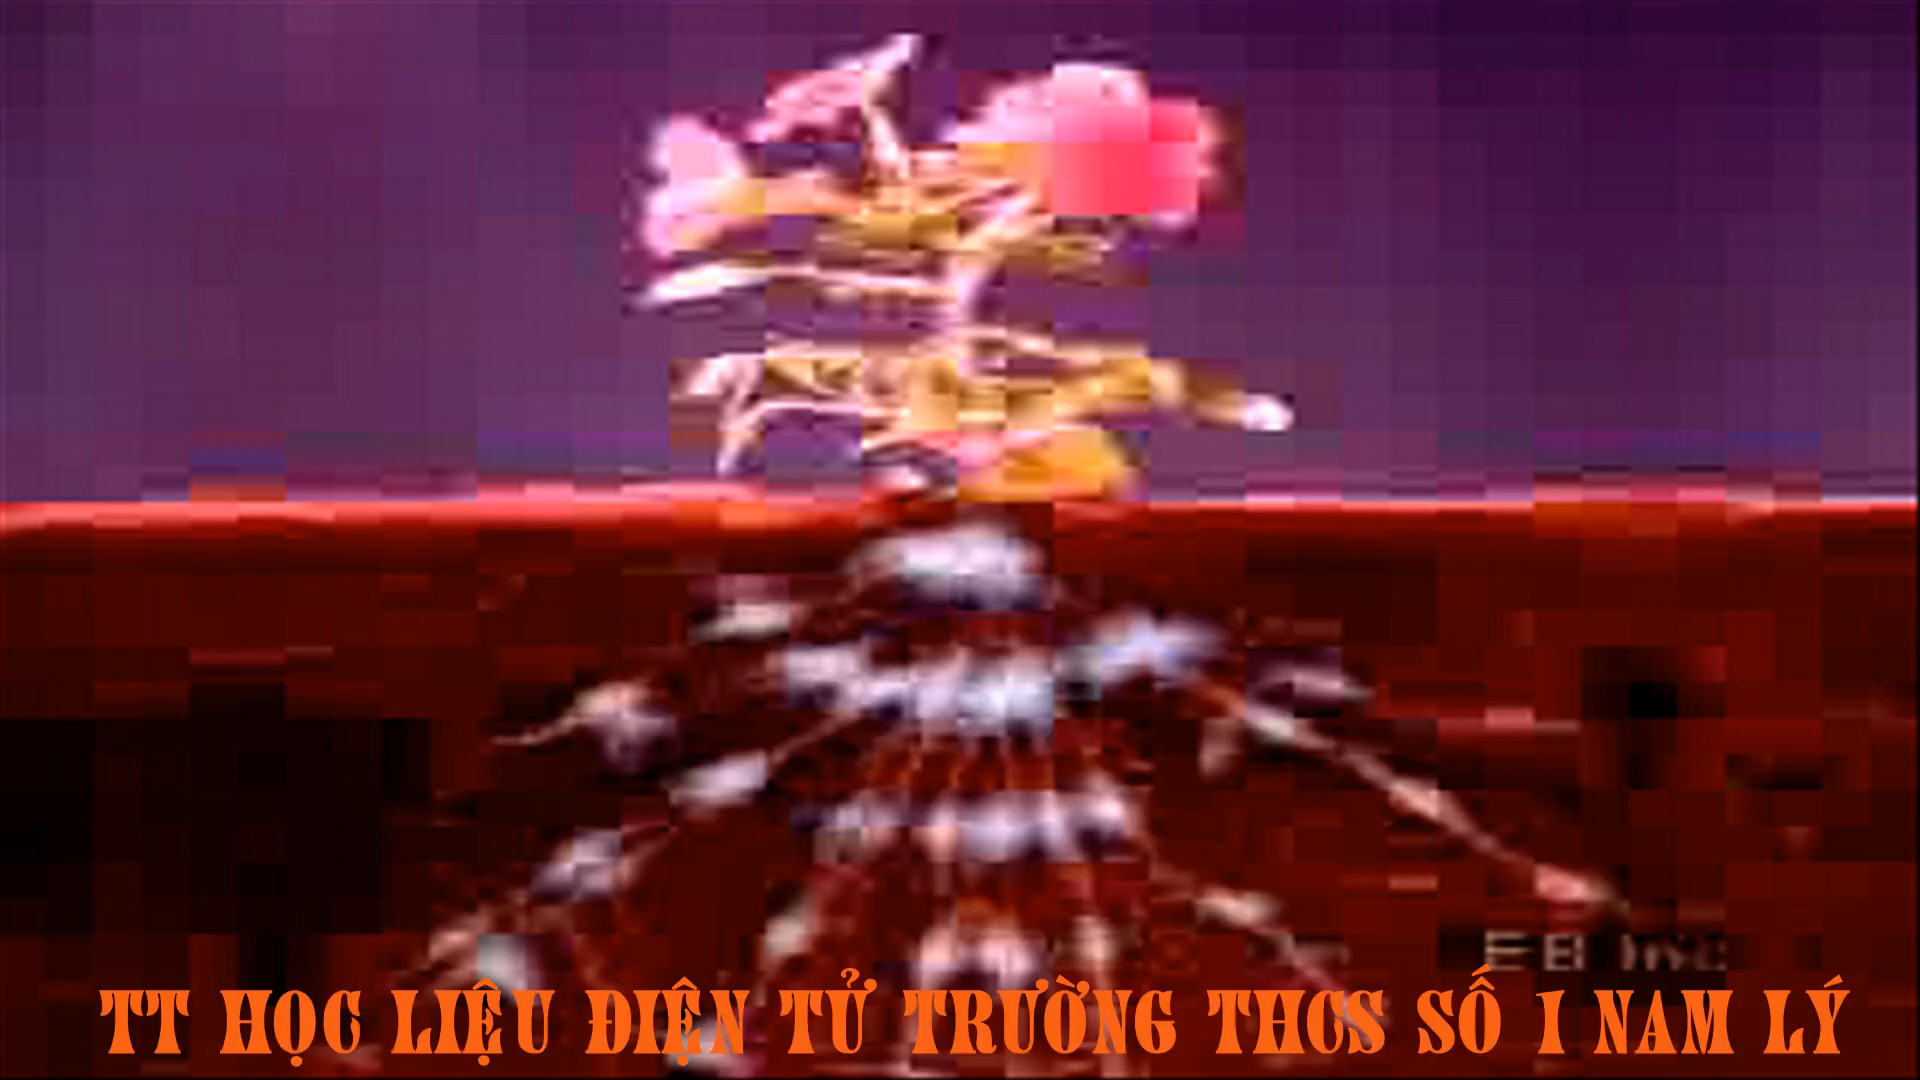 TT HỌC LIỆU ĐIỆN TỬ TRƯỜNG THCS SỐ 1 NAM LÝ